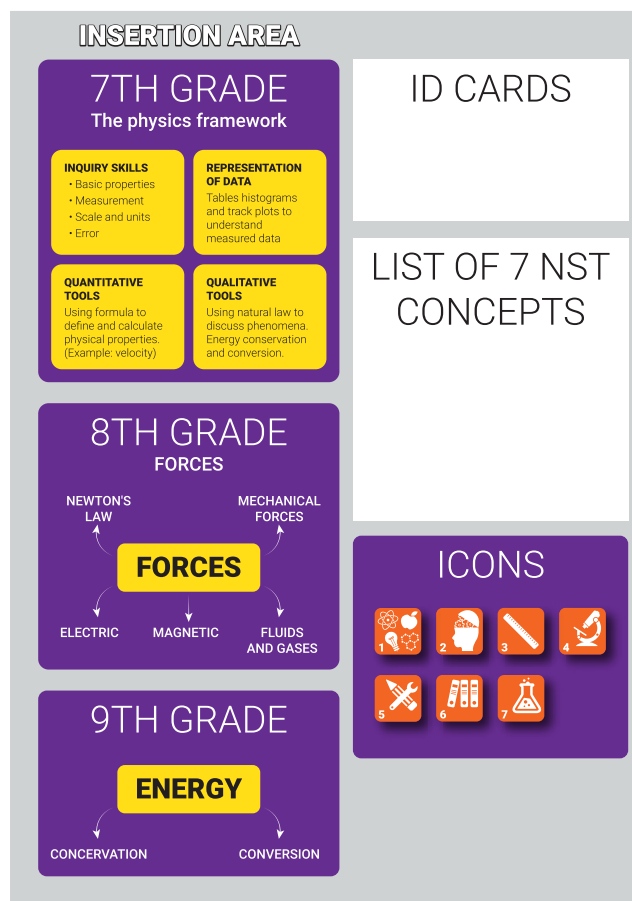 INSERTION AREA
7TH GRADE
The physics framework
INQUIRY SKILLS
• Basic properties
• Measurement
• Scale and units
• Error
REPRESENTATION
OF DATA
Tables histograms
and track plots to
understand
measured data
QUANTITATIVE
TOOLS
Using formula to
define and calculate
physical properties.
(Example: velocity)
QUALITATIVE
TOOLS
Using natural law to
discuss phenomena.
Energy conservation
and conversion.
8TH GRADE
FORCES
NEWTON'S
LAW
MECHANICAL
FORCES
FORCES
ELECTRIC
MAGNETIC
FLUIDS
AND GASES
9TH GRADE
ENERGY
CONCERVATION
CONVERSION
ID CARDS
LIST OF 7 NST
CONCEPTS
ICONS
1
2
3
4
5
6
7